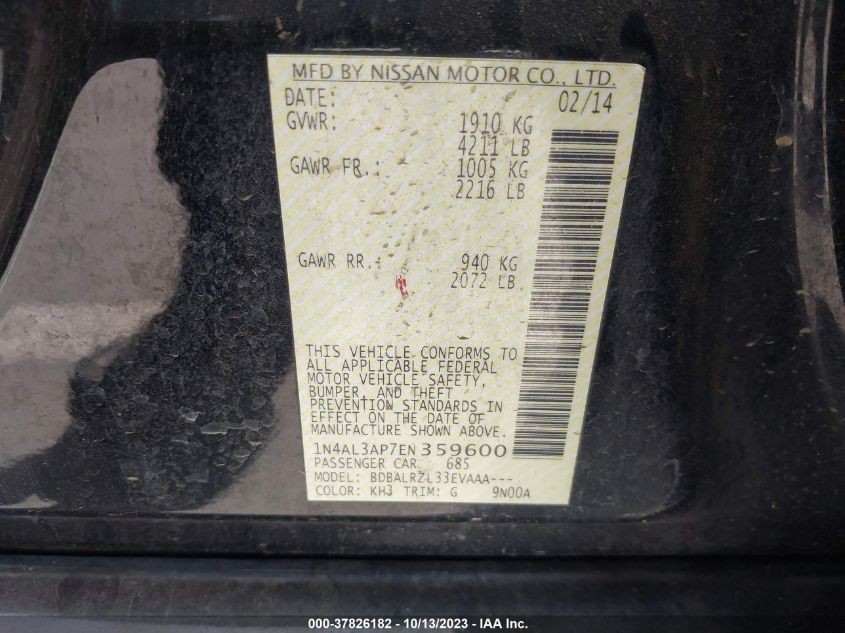 MFD BY NISSAN MOTOR CO., LTD.
DATE: 02/14
GVWR: 1910 KG
4211 LB
GAWR FR.: 1005 KG
2216 LB
GAWR RR.: 940 KG
2072 LB
THIS VEHICLE CONFORMS TO
ALL APPLICABLE FEDERAL
MOTOR VEHICLE SAFETY,
BUMPER, AND THEFT
PREVENTION STANDARDS IN
EFFECT ON THE DATE OF
MANUFACTURE SHOWN ABOVE.
1N4AL3AP7EN359600
PASSENGER CAR 685
MODEL: BDBALRZL33EVAAA---
COLOR: KH3 TRIM: G 9N00A
000-37826182 - 10/13/2023 - IAA Inc.